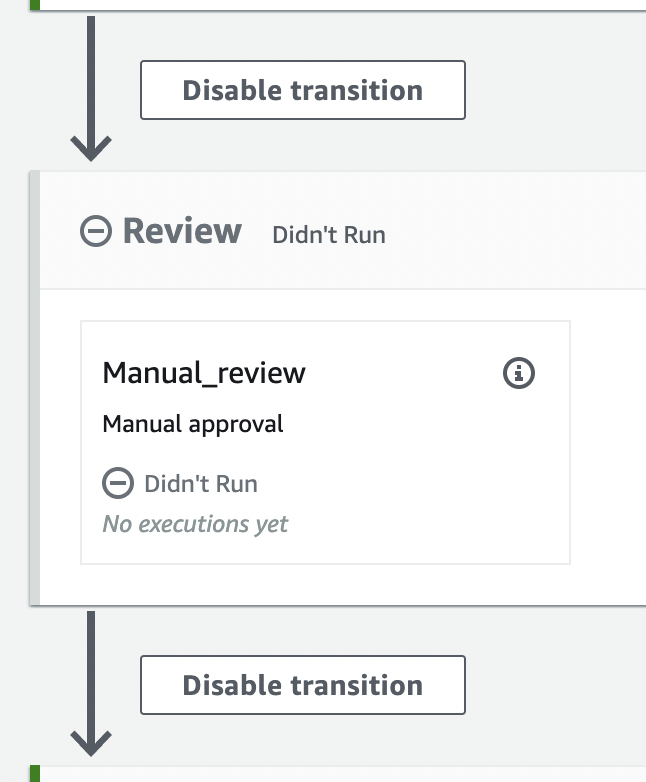 Disable transition
Review Didn't Run
Manual_review
Manual approval
Didn't Run
No executions yet
Disable transition